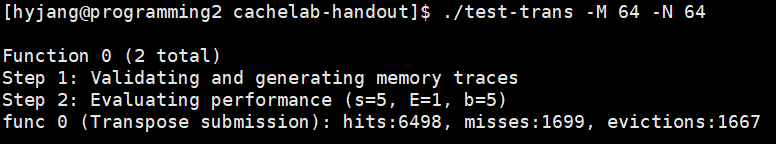 [hyjang@programming2 cachelab-handout]$ ./test-trans -M 64 -N 64
Function 0 (2 total)
Step 1: Validating and generating memory traces
Step 2: Evaluating performance (s=5, E=1, b=5)
func 0 (Transpose submission): hits:6498, misses:1699, evictions:1667